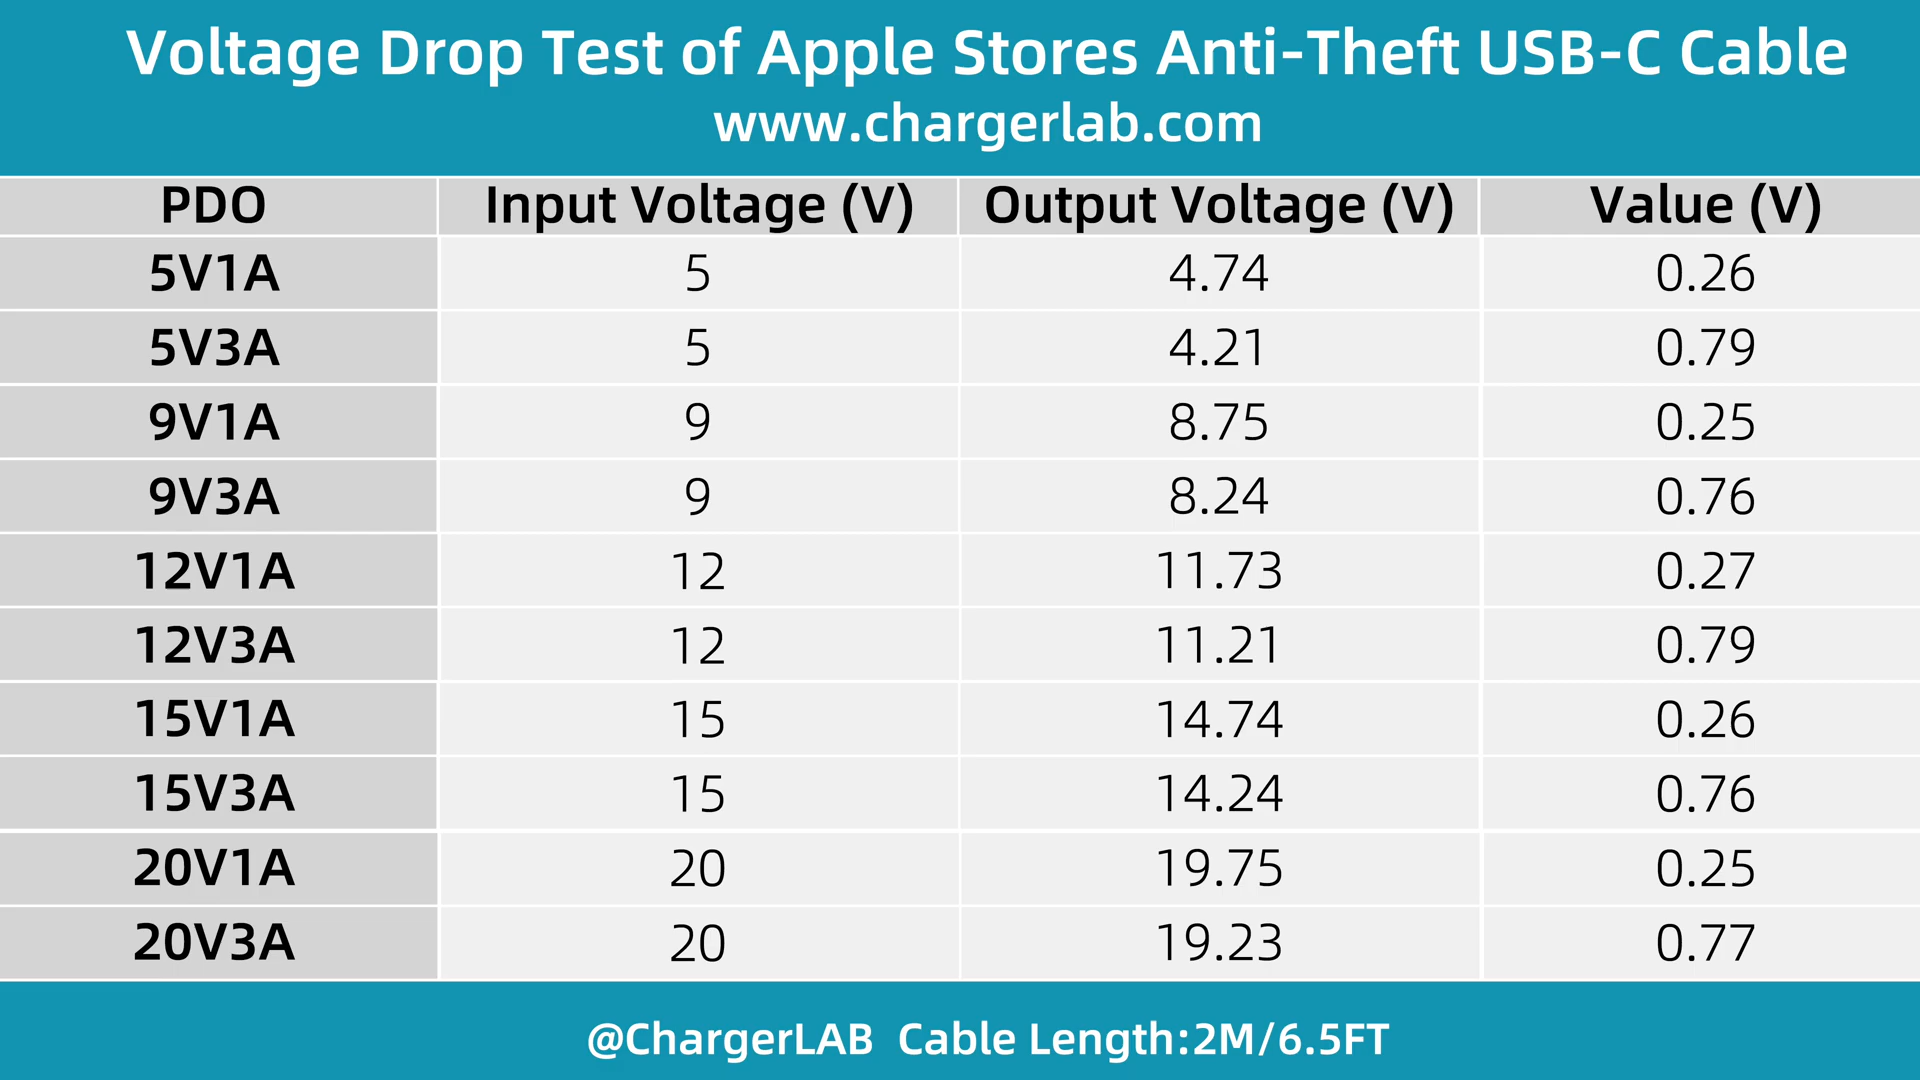 Voltage Drop Test of Apple Stores Anti-Theft USB-C Cable
www.chargerlab.com
PDO Input Voltage (V) Output Voltage (V) Value (V)
5V1A 5 4.74 0.26
5V3A 5 4.21 0.79
9V1A 9 8.75 0.25
9V3A 9 8.24 0.76
12V1A 12 11.73 0.27
12V3A 12 11.21 0.79
15V1A 15 14.74 0.26
15V3A 15 14.24 0.76
20V1A 20 19.75 0.25
20V3A 20 19.23 0.77
@ChargerLAB Cable Length:2M/6.5FT